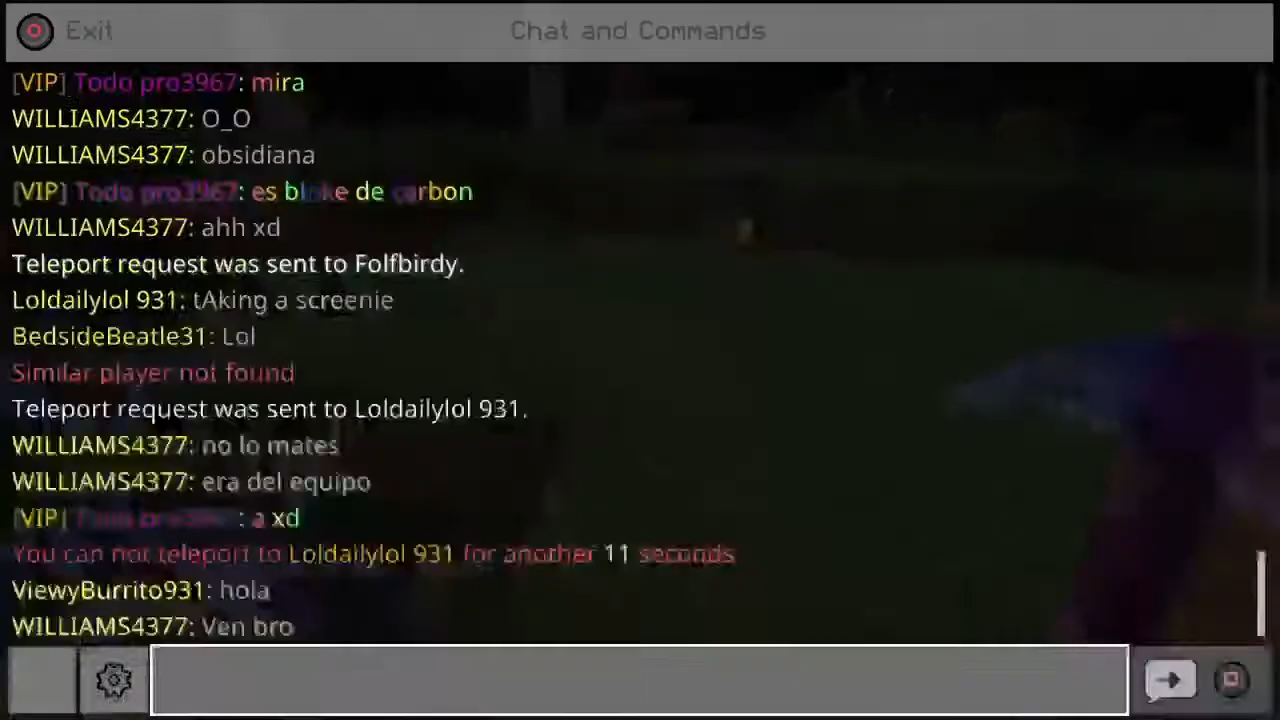 Exit
Chat and Commands
[VIP] Todo pro3967: mira
WILLIAMS4377: O_O
WILLIAMS4377: obsidiana
[VIP] Todo pro3967: es bloke de carbon
WILLIAMS4377: ahh xd
Teleport request was sent to Folfbirdy.
Loldailylol 931: tAking a screenie
BedsideBeatle31: Lol
Similar player not found
Teleport request was sent to Loldailylol 931.
WILLIAMS4377: no lo mates
WILLIAMS4377: era del equipo
[VIP] : a xd
You can not teleport to Loldailylol 931 for another 11 seconds
ViewyBurrito931: hola
WILLIAMS4377: Ven bro